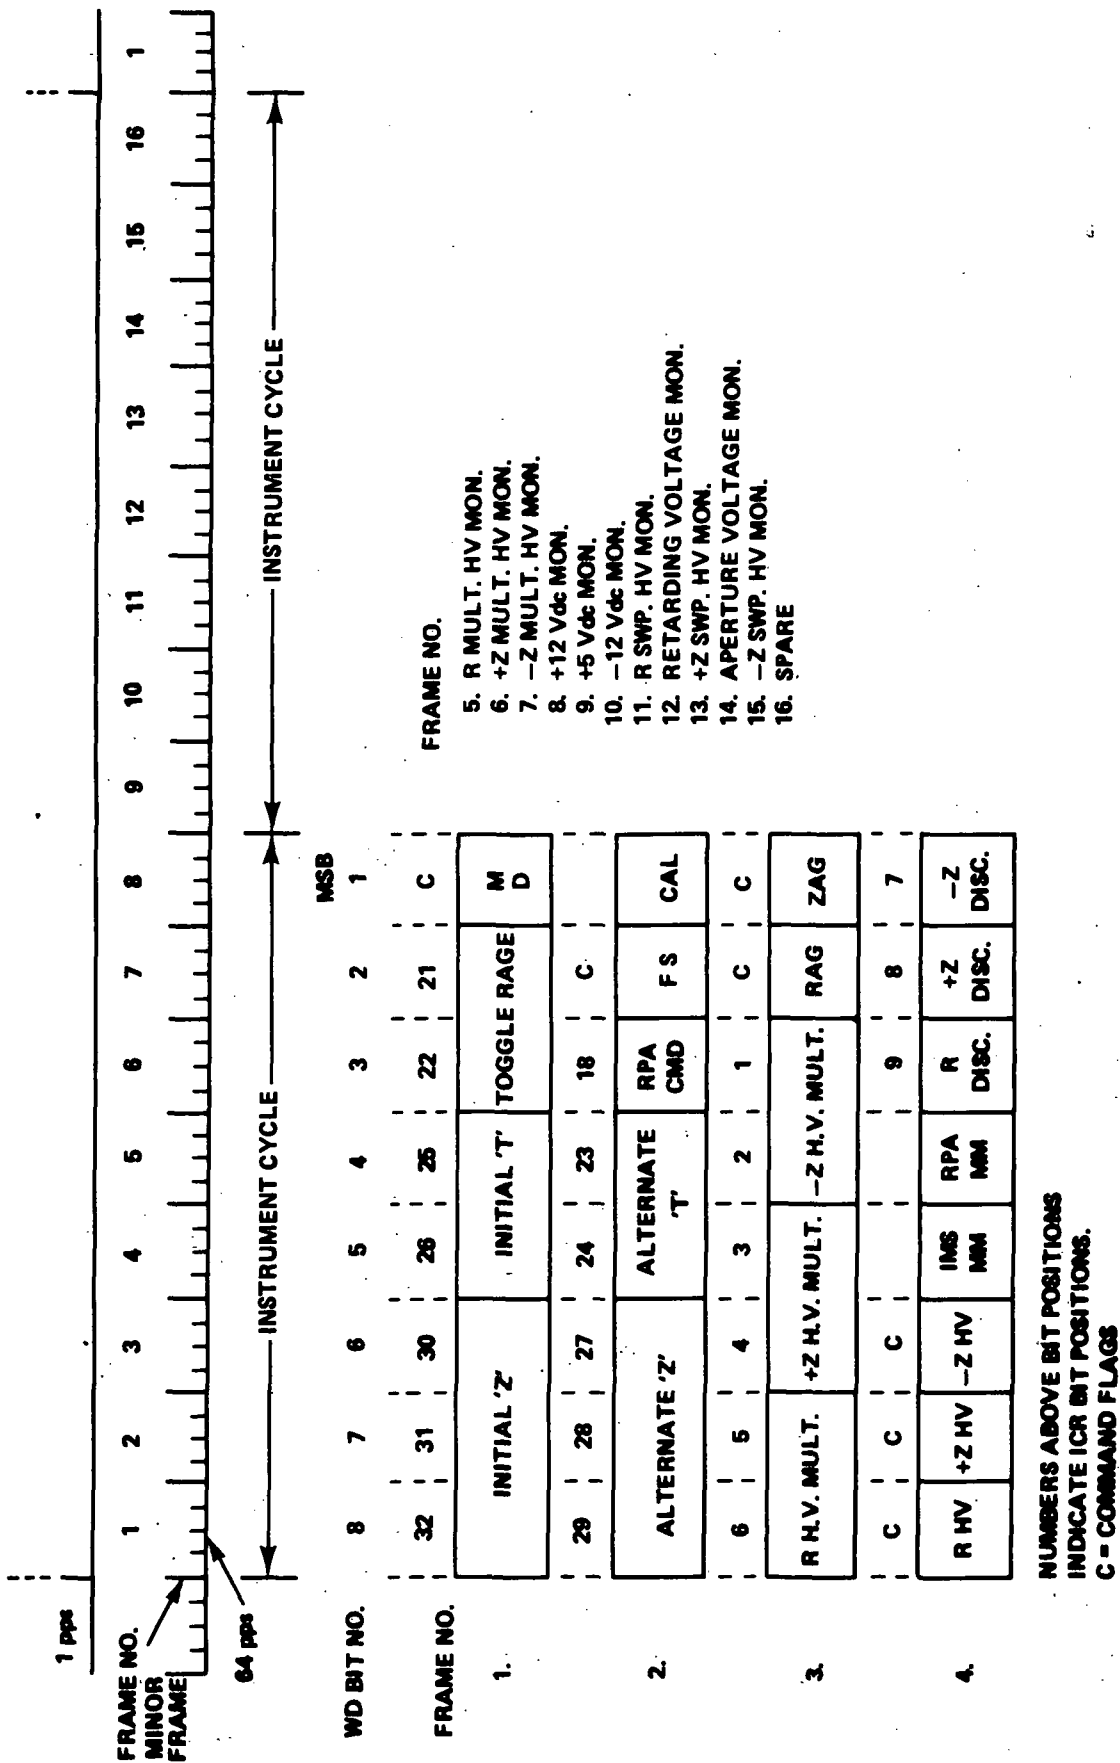 1 pps
FRAME NO.
MINOR
FRAME
1 2 3 4 5 6 7 8 9 10 11 12 13 14 15 16 1
64 pps
INSTRUMENT CYCLE INSTRUMENT CYCLE
MSB
WD BIT NO. 8 7 6 5 4 3 2 1
FRAME NO. 32 31 30 26 25 22 21 C
1. INITIAL 'Z' INITIAL 'T' TOGGLE RAGE M D
29 28 27 24 23 18 C
2. ALTERNATE 'Z' ALTERNATE 'T' RPA CMD F S CAL
6 5 4 3 2 1 C C
3. R H.V. MULT. +Z H.V. MULT. –Z H.V. MULT. RAG ZAG
C C C 9 8 7
4. R HV +Z HV –Z HV IMS MM RPA MM R DISC. +Z DISC. –Z DISC.
FRAME NO.
5. R MULT. HV MON.
6. +Z MULT. HV MON.
7. –Z MULT. HV MON.
8. +12 Vdc MON.
9. +5 Vdc MON.
10. –12 Vdc MON.
11. R SWP. HV MON.
12. RETARDING VOLTAGE MON.
13. +Z SWP. HV MON.
14. APERTURE VOLTAGE MON.
15. –Z SWP. HV MON.
16. SPARE
NUMBERS ABOVE BIT POSITIONS
INDICATE ICR BIT POSITIONS.
C = COMMAND FLAGS